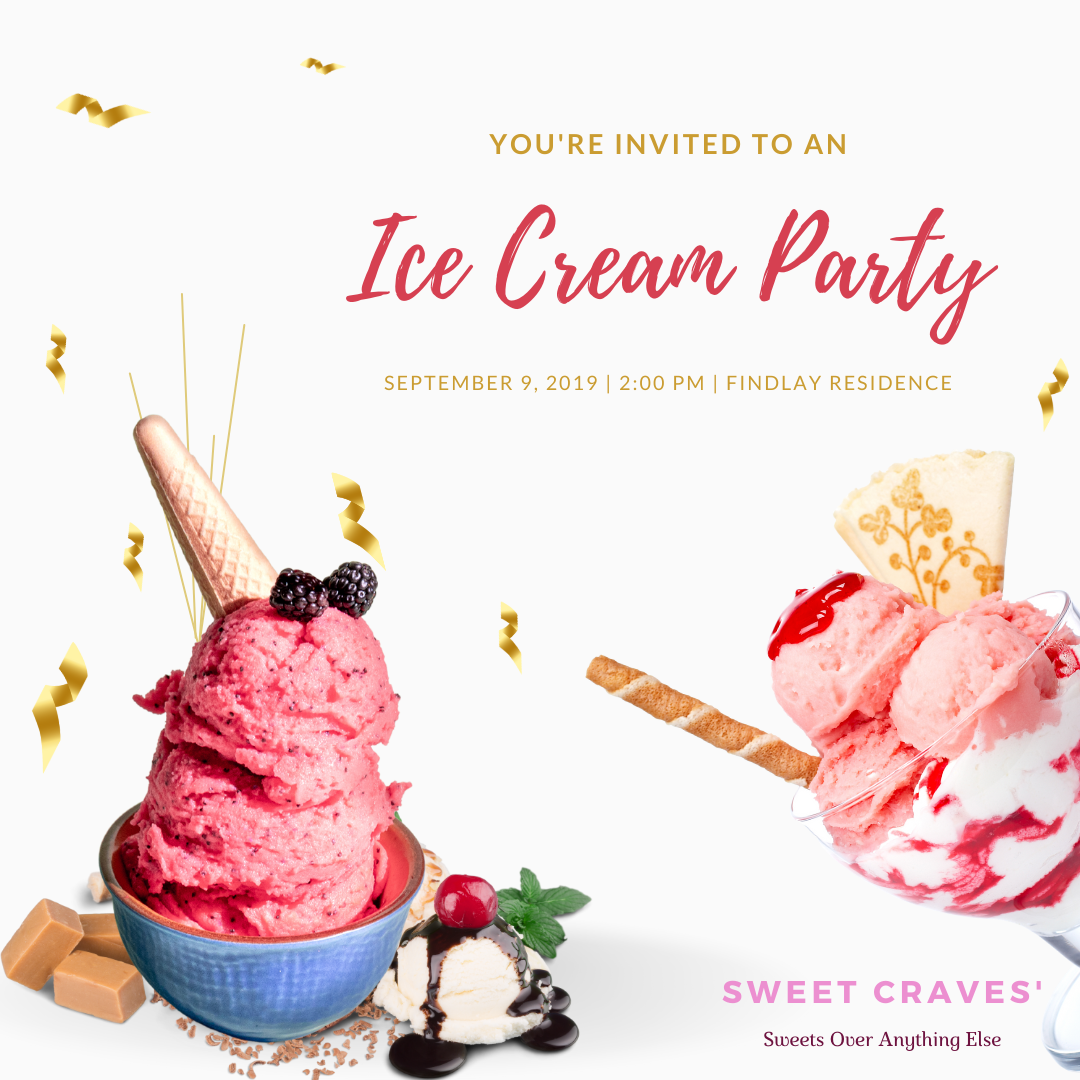 YOU'RE INVITED TO AN
Ice Cream Party
SEPTEMBER 9, 2019 | 2:00 PM | FINDLAY RESIDENCE
SWEET CRAVES'
Sweets Over Anything Else